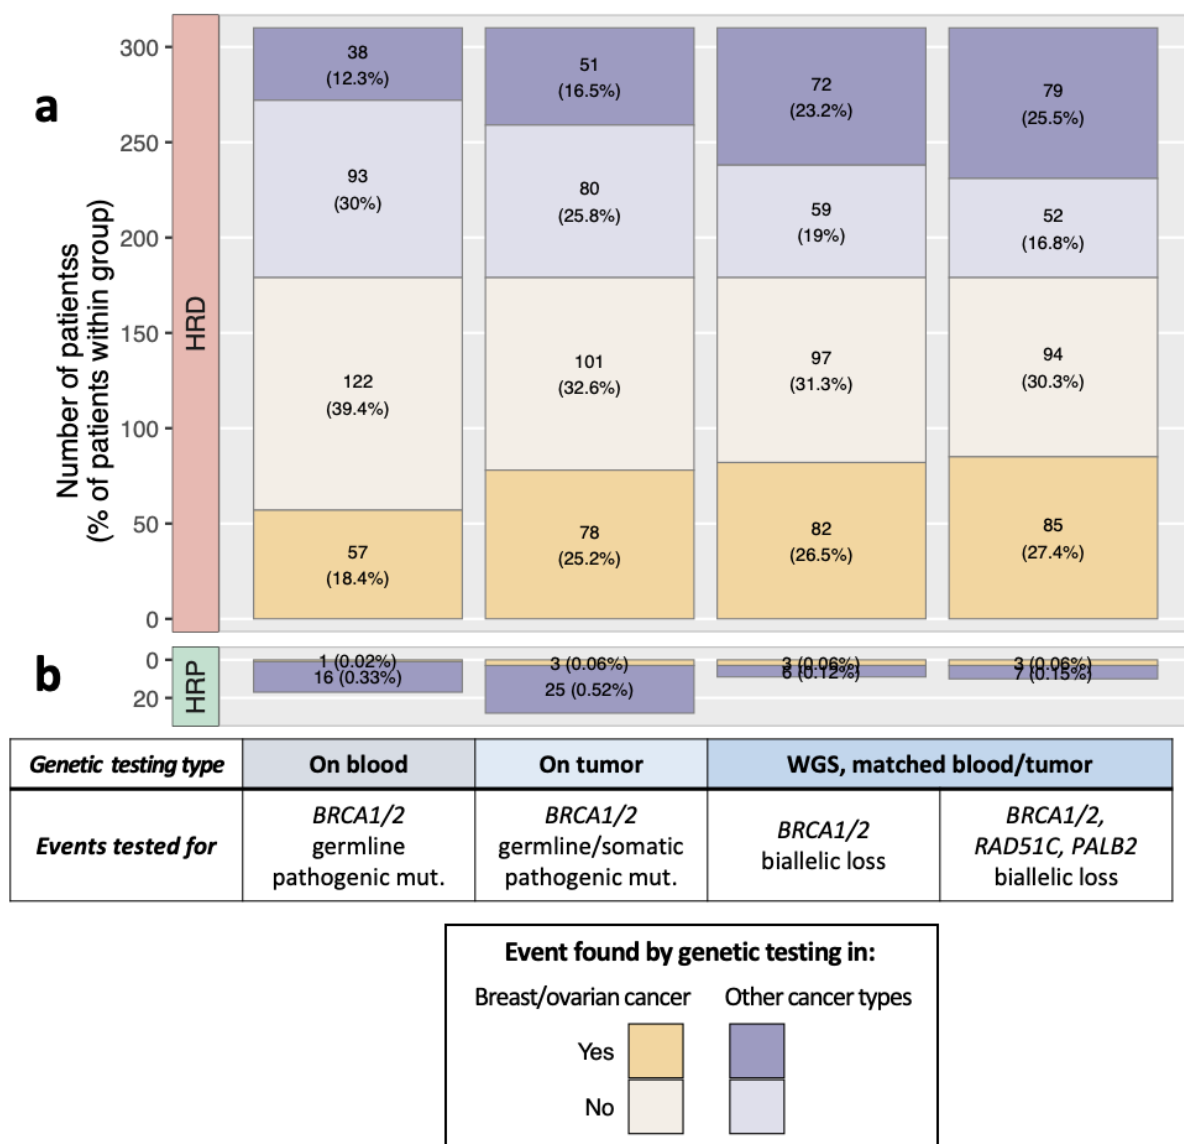 a
Number of patientss
(% of patients within group)
HRD
300
250
200
150
100
50
0
38
(12.3%)
93
(30%)
122
(39.4%)
57
(18.4%)
51
(16.5%)
80
(25.8%)
101
(32.6%)
78
(25.2%)
72
(23.2%)
59
(19%)
97
(31.3%)
82
(26.5%)
79
(25.5%)
52
(16.8%)
94
(30.3%)
85
(27.4%)
b
HRP
0
20
1 (0.02%)
16 (0.33%)
3 (0.06%)
25 (0.52%)
3 (0.06%)
6 (0.12%)
3 (0.06%)
7 (0.15%)
Genetic testing type
On blood
On tumor
WGS, matched blood/tumor
Events tested for
BRCA1/2
germline
pathogenic mut.
BRCA1/2
germline/somatic
pathogenic mut.
BRCA1/2
biallelic loss
BRCA1/2,
RAD51C, PALB2
biallelic loss
Event found by genetic testing in:
Breast/ovarian cancer
Other cancer types
Yes
No